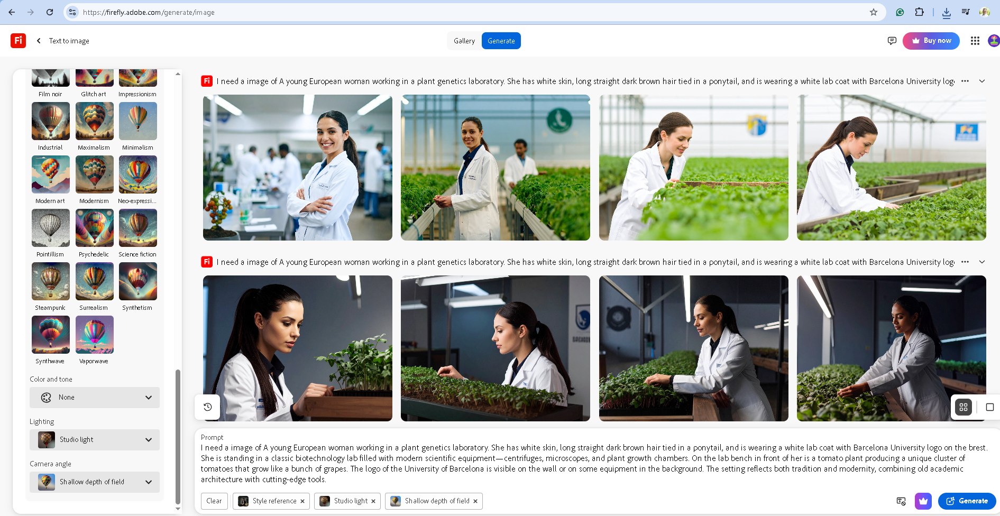 https://firefly.adobe.com/generate/image
Fi
Text to image
Gallery
Generate
Buy now
Film noir
Glitch art
Impressionism
Industrial
Maximalism
Minimalism
Modern art
Modernism
Neo-expressi...
Pointillism
Psychedelic
Science fiction
Steampunk
Surrealism
Synthetism
Synthwave
Vaporwave
Color and tone
None
Lighting
Studio light
Camera angle
Shallow depth of field
Fi I need a image of A young European woman working in a plant genetics laboratory. She has white skin, long straight dark brown hair tied in a ponytail, and is wearing a white lab coat with Barcelona University logo
Fi I need a image of A young European woman working in a plant genetics laboratory. She has white skin, long straight dark brown hair tied in a ponytail, and is wearing a white lab coat with Barcelona University logo
Prompt
I need a image of A young European woman working in a plant genetics laboratory. She has white skin, long straight dark brown hair tied in a ponytail, and is wearing a white lab coat with Barcelona University logo on the brest.
She is standing in a classic biotechnology lab filled with modern scientific equipment—centrifuges, microscopes, and plant growth chambers. On the lab bench in front of her is a tomato plant producing a unique cluster of
tomatoes that grow like a bunch of grapes. The logo of the University of Barcelona is visible on the wall or on some equipment in the background. The setting reflects both tradition and modernity, combining old academic
architecture with cutting-edge tools.
Clear
Style reference
Studio light
Shallow depth of field
Generate